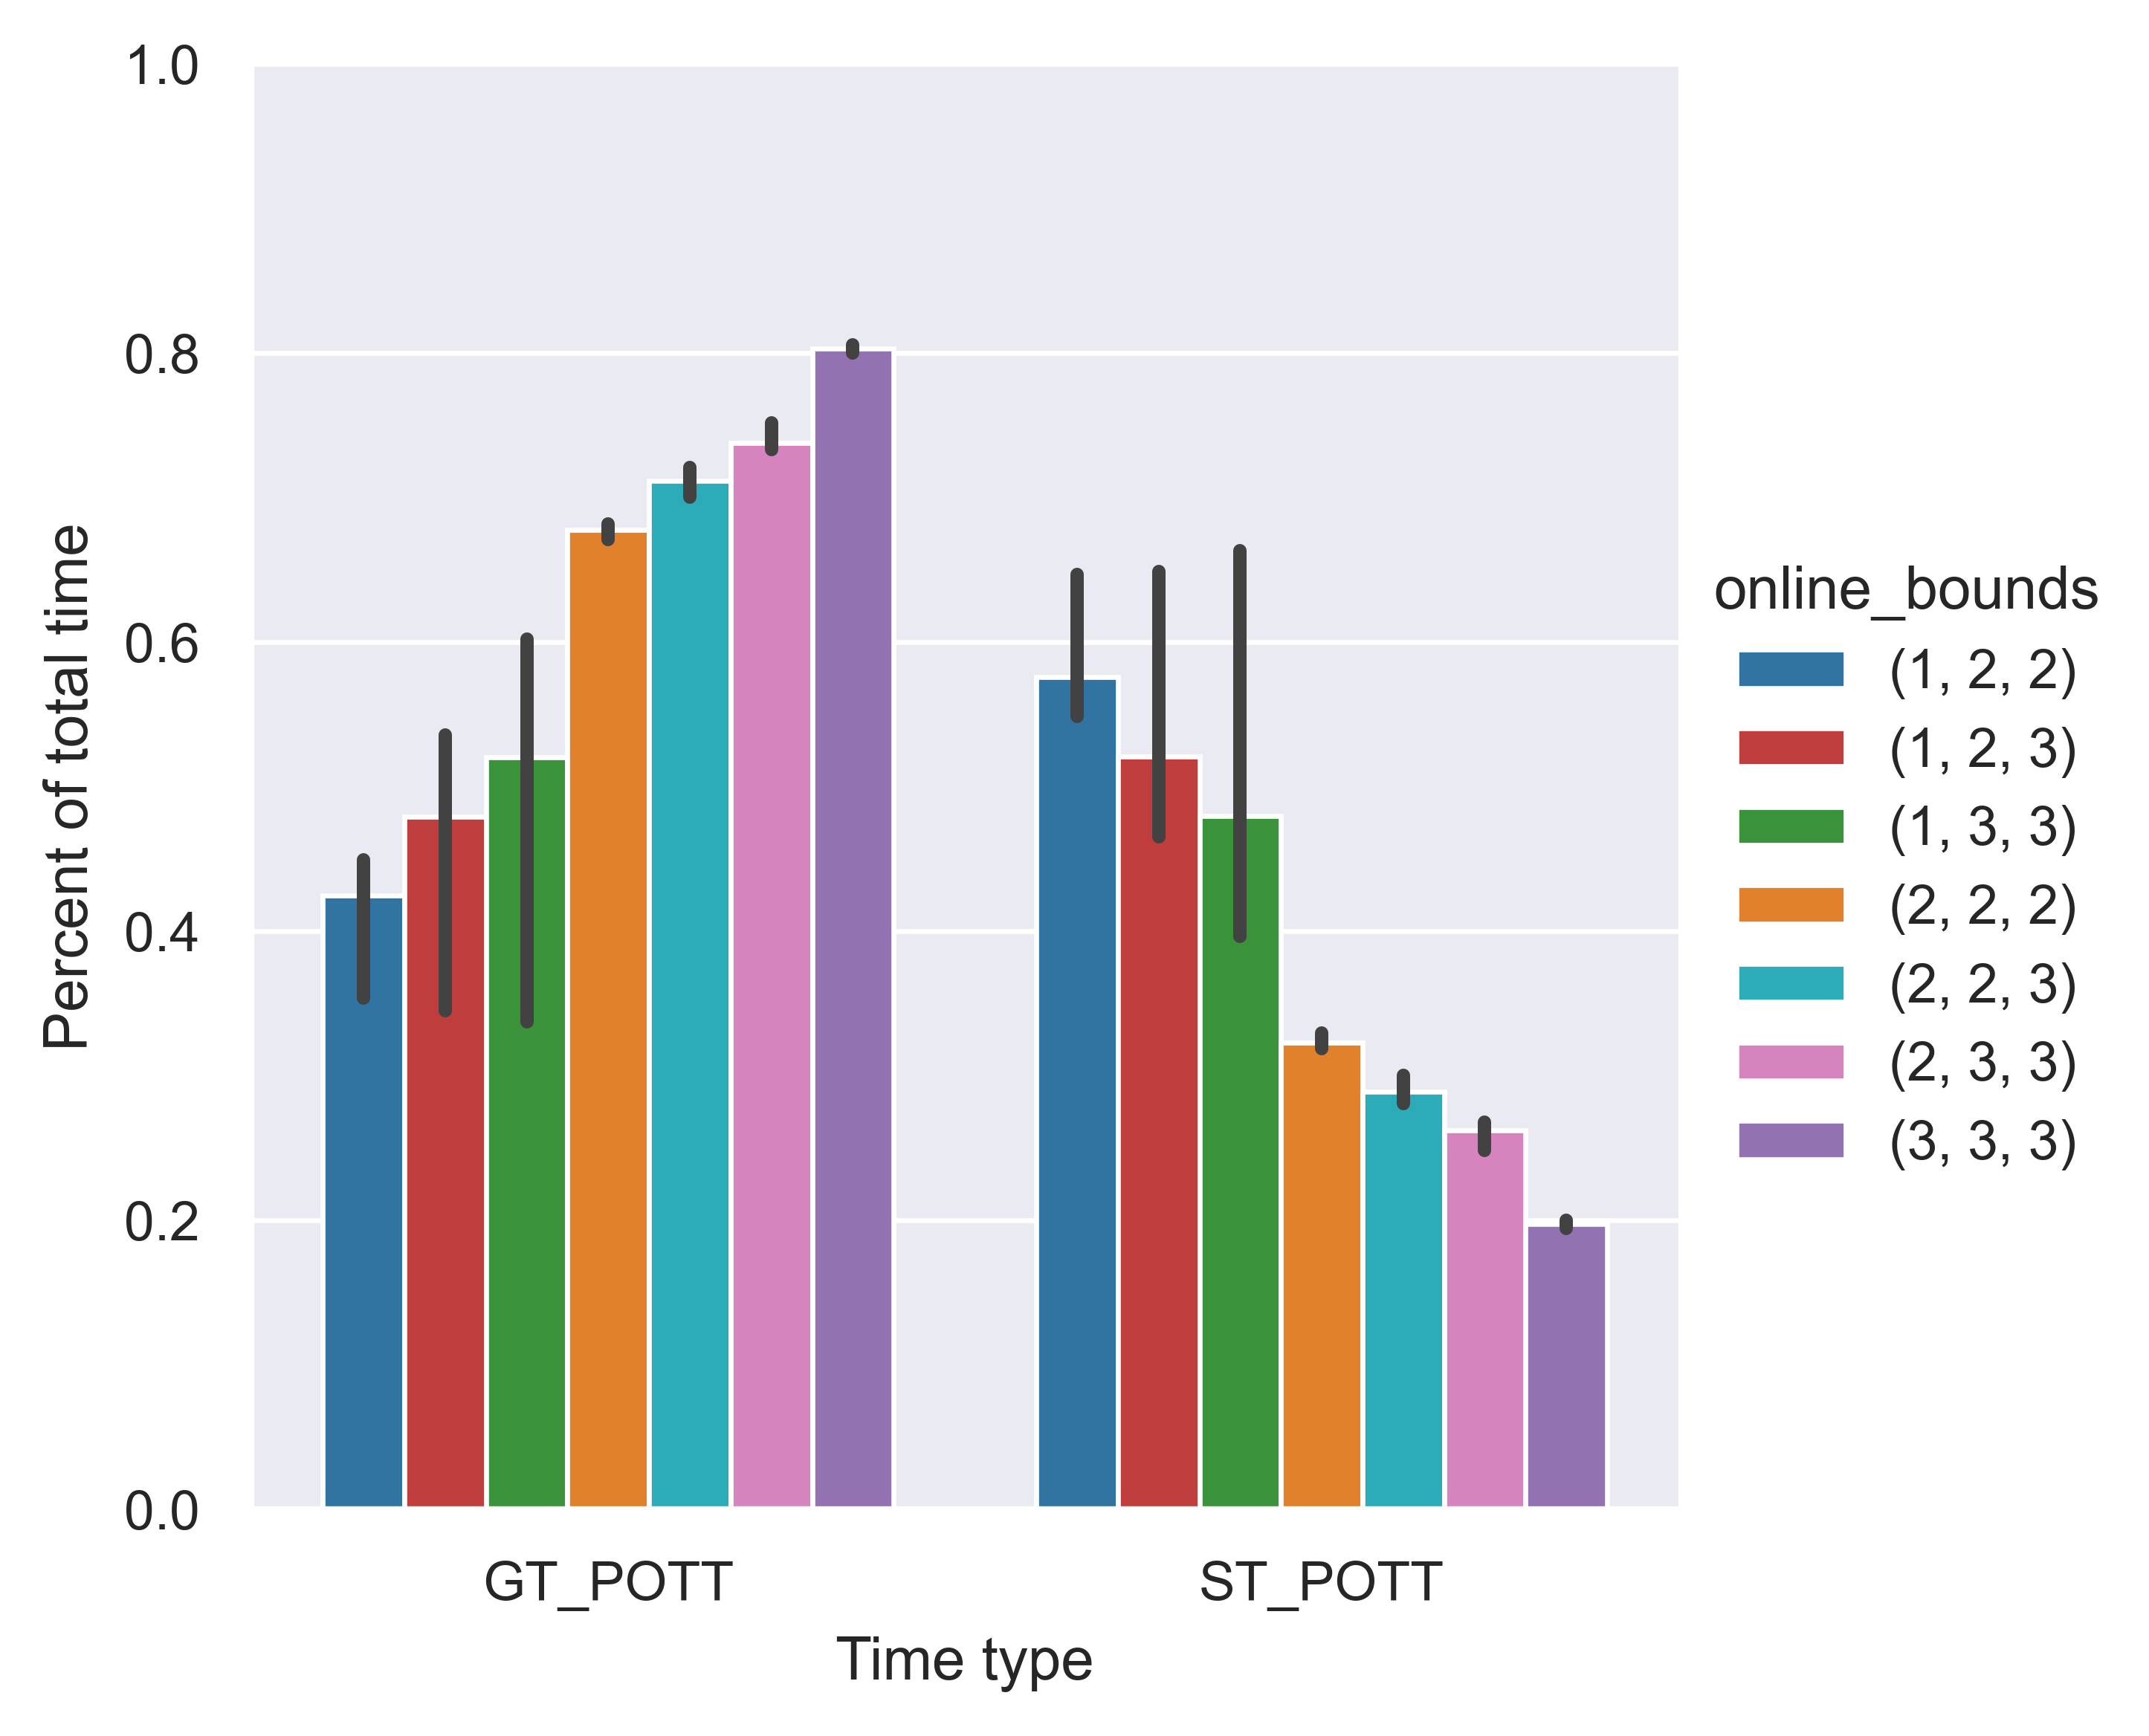 1.0
0.8
0.6
0.4
0.2
0.0
Percent of total time
GT_POTT
ST_POTT
Time type
online_bounds
(1, 2, 2)
(1, 2, 3)
(1, 3, 3)
(2, 2, 2)
(2, 2, 3)
(2, 3, 3)
(3, 3, 3)